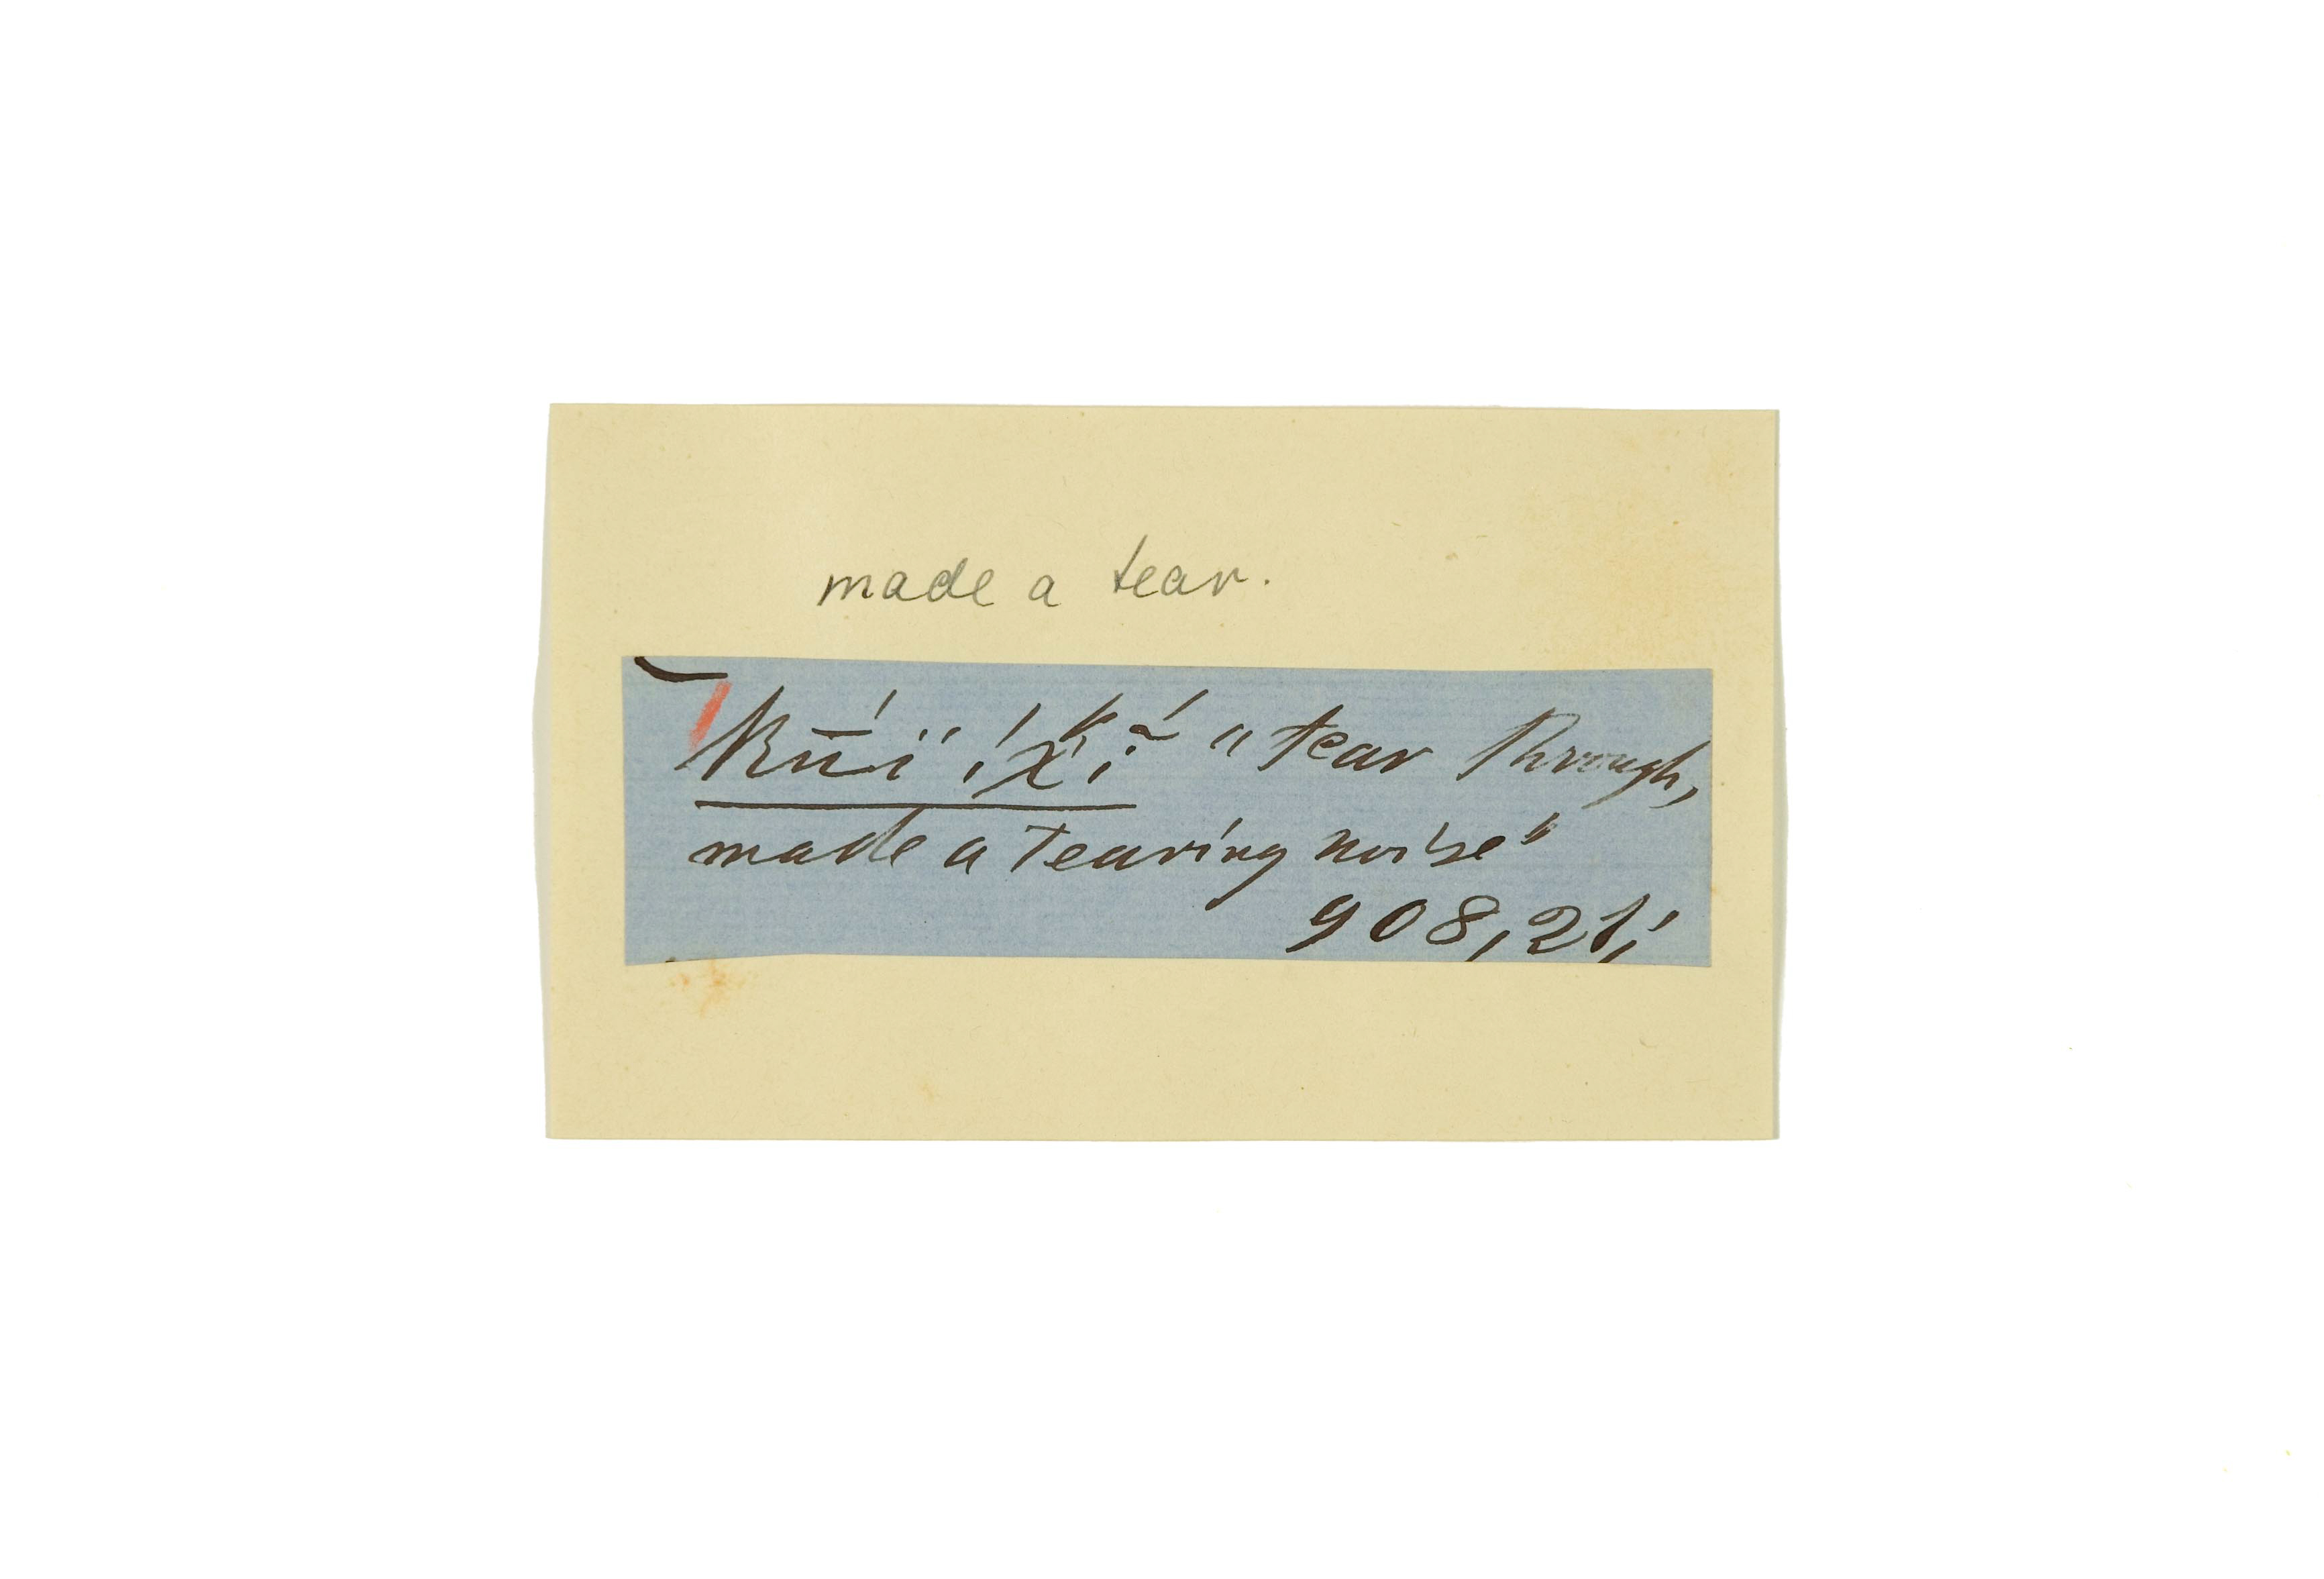 made a tear.
"tear through,
made a tearing noise"
908,21;